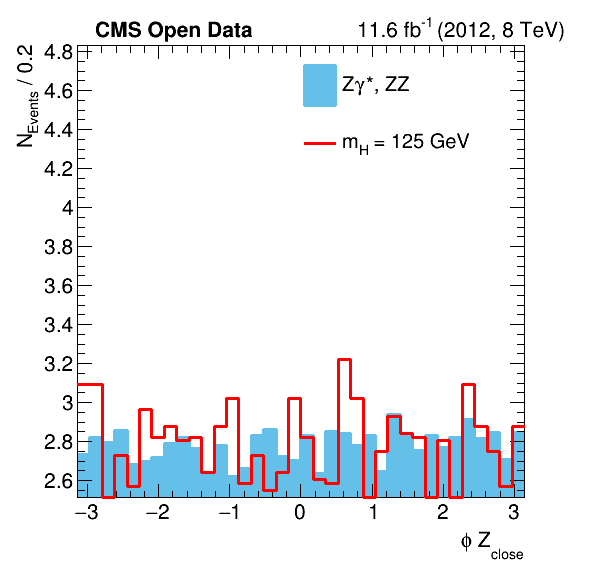 CMS Open Data 11.6 fb-1 (2012, 8 TeV)
NEvents / 0.2
4.8
4.6
4.4
4.2
4
3.8
3.6
3.4
3.2
3
2.8
2.6
Zγ*, ZZ
mH = 125 GeV
−3 −2 −1 0 1 2 3
ϕ Zclose